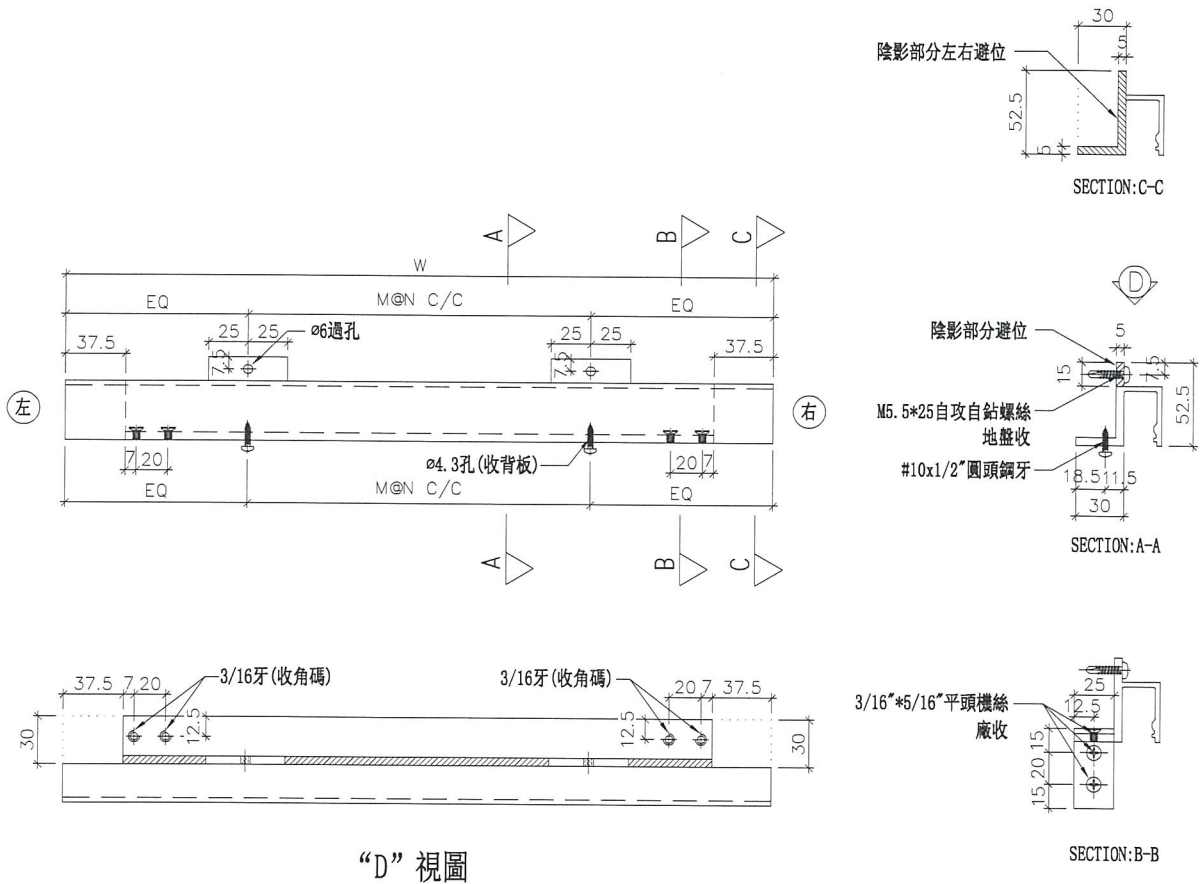 30
5
陰影部分左右避位
52.5
5
SECTION:C-C
A
B
C
W
EQ
M@N C/C
EQ
37.5
25
25
ø6過孔
7.5
25
25
7.5
37.5
左
右
7
20
ø4.3孔(收背板)
20
7
EQ
M@N C/C
EQ
A
B
C
D
陰影部分避位
5
15
7.5
52.5
M5.5*25自攻自鉆螺絲
地盤收
#10x1/2"圓頭鋼牙
18.5
11.5
30
SECTION:A-A
37.5
7
20
3/16牙(收角碼)
3/16牙(收角碼)
20
7
37.5
30
12.5
12.5
30
"D" 視圖
3/16"*5/16"平頭機絲
廠收
25
12.5
15
20
15
SECTION:B-B